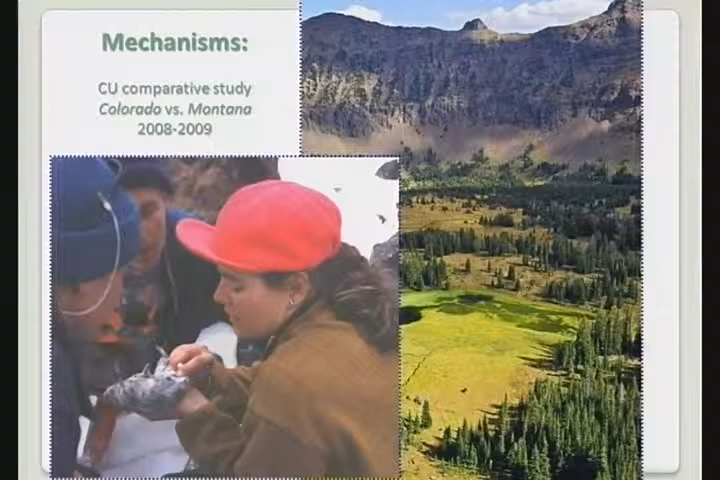 Mechanisms:
CU comparative study
Colorado vs. Montana
2008-2009